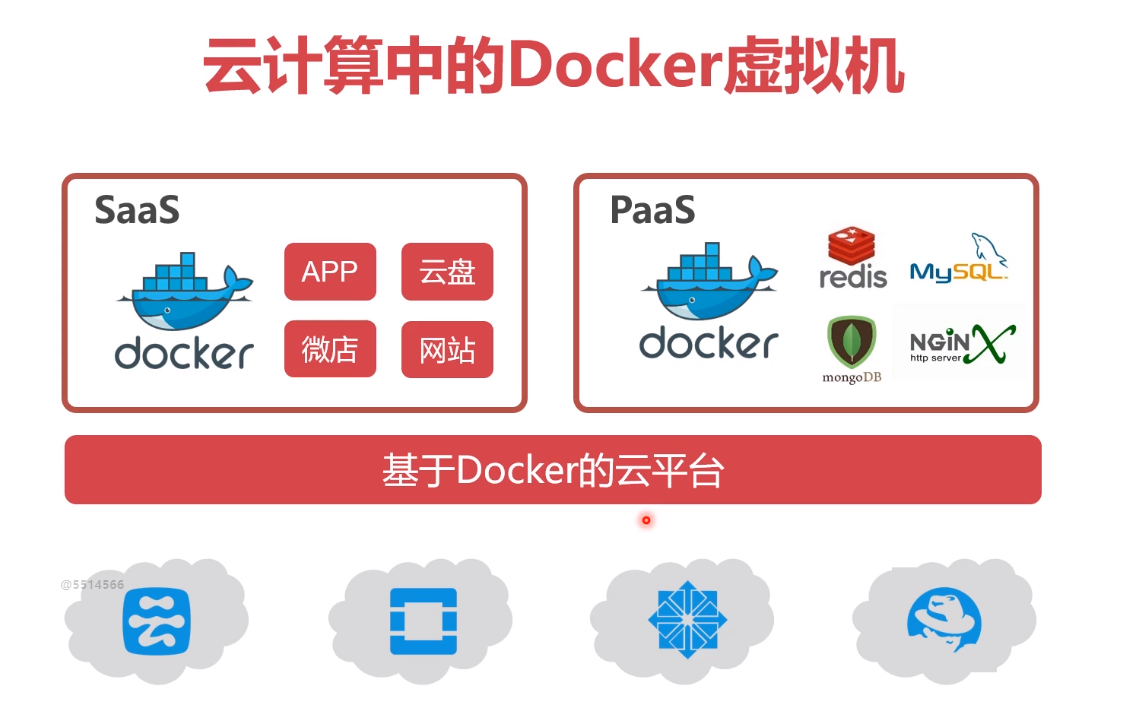 云计算中的Docker虚拟机
SaaS
docker
APP
云盘
微店
网站
PaaS
docker
redis
MySQL
mongoDB
NGiNX
http server
基于Docker的云平台
@5514566
云